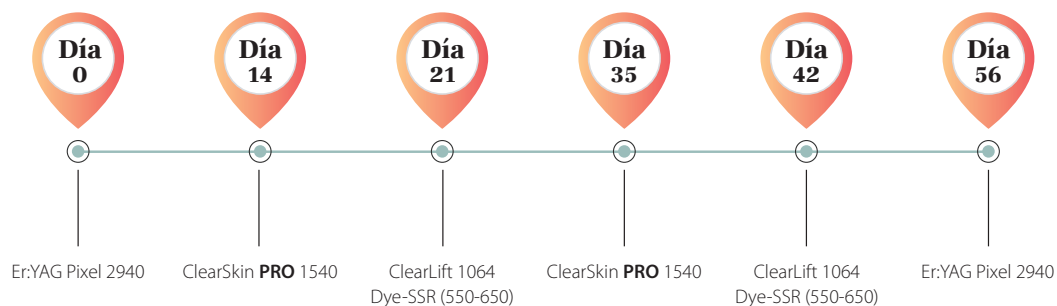 Día
0
Día
14
Día
21
Día
35
Día
42
Día
56
Er:YAG Pixel 2940
ClearSkin PRO 1540
ClearLift 1064
Dye-SSR (550-650)
ClearSkin PRO 1540
ClearLift 1064
Dye-SSR (550-650)
Er:YAG Pixel 2940